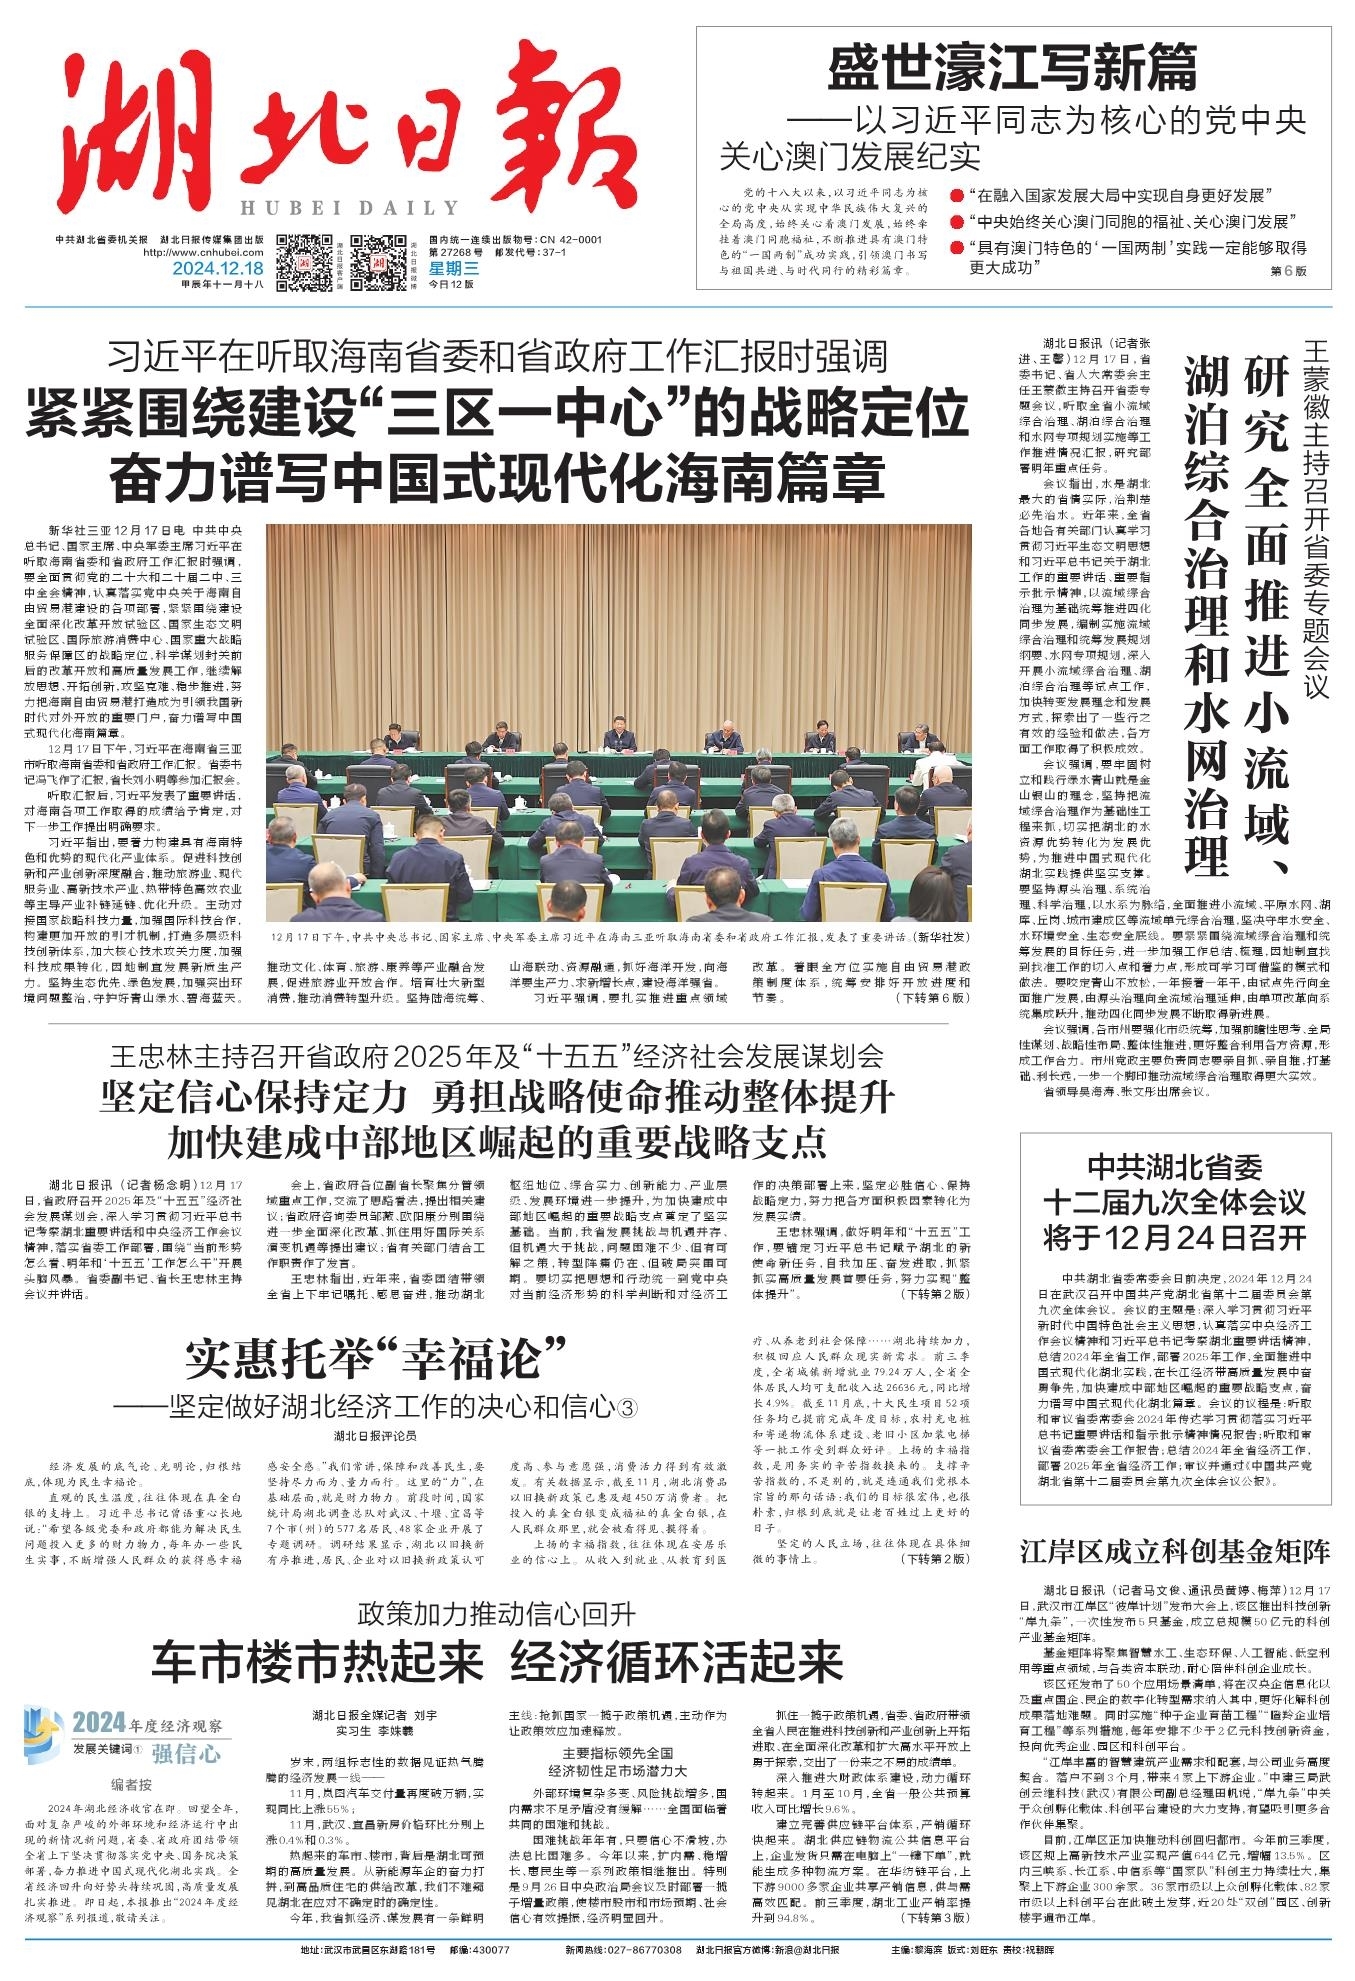 湖北日報
HUBEI DAILY
中共湖北省委机关报 湖北日报传媒集团出版
http://www.cnhubei.com
2024.12.18
甲辰年十一月十八
湖北日报客户端
湖北日报微博
国内统一连续出版物号:CN 42-0001
第27268号 邮发代号:37-1
星期三
今日12版
盛世濠江写新篇
——以习近平同志为核心的党中央
关心澳门发展纪实
党的十八大以来,以习近平同志为核
心的党中央从实现中华民族伟大复兴的
全局高度,始终关心着澳门发展,始终牵
挂着澳门同胞福祉,不断推进具有澳门特
色的“一国两制”成功实践,引领澳门书写
与祖国共进、与时代同行的精彩篇章。
“在融入国家发展大局中实现自身更好发展”
“中央始终关心澳门同胞的福祉、关心澳门发展”
“具有澳门特色的‘一国两制’实践一定能够取得
更大成功”
第6版
习近平在听取海南省委和省政府工作汇报时强调
紧紧围绕建设“三区一中心”的战略定位
奋力谱写中国式现代化海南篇章
新华社三亚12月17日电 中共中央
总书记、国家主席、中央军委主席习近平在
听取海南省委和省政府工作汇报时强调,
要全面贯彻党的二十大和二十届二中、三
中全会精神,认真落实党中央关于海南自
由贸易港建设的各项部署,紧紧围绕建设
全面深化改革开放试验区、国家生态文明
试验区、国际旅游消费中心、国家重大战略
服务保障区的战略定位,科学谋划封关前
后的改革开放和高质量发展工作,继续解
放思想、开拓创新,攻坚克难、稳步推进,努
力把海南自由贸易港打造成为引领我国新
时代对外开放的重要门户,奋力谱写中国
式现代化海南篇章。
12月17日下午,习近平在海南省三亚
市听取海南省委和省政府工作汇报。省委书
记冯飞作了汇报,省长刘小明等参加汇报会。
听取汇报后,习近平发表了重要讲话,
对海南各项工作取得的成绩给予肯定,对
下一步工作提出明确要求。
习近平指出,要着力构建具有海南特
色和优势的现代化产业体系。促进科技创
新和产业创新深度融合,推动旅游业、现代
服务业、高新技术产业、热带特色高效农业
等主导产业补链延链、优化升级。主动对
接国家战略科技力量,加强国际科技合作,
构建更加开放的引才机制,打造多层级科
技创新体系,加大核心技术攻关力度,加强
科技成果转化,因地制宜发展新质生产
力。坚持生态优先、绿色发展,加强突出环
境问题整治,守护好青山绿水、碧海蓝天。
12月17日下午,中共中央总书记、国家主席、中央军委主席习近平在海南三亚听取海南省委和省政府工作汇报,发表了重要讲话。(新华社发)
推动文化、体育、旅游、康养等产业融合发
展,促进旅游业开放合作。培育壮大新型
消费,推动消费转型升级。坚持陆海统筹、
山海联动、资源融通,抓好海洋开发,向海
洋要生产力、求新增长点,建设海洋强省。
习近平强调,要扎实推进重点领域
改革。着眼全方位实施自由贸易港政
策制度体系,统筹安排好开放进度和
节奏。 (下转第6版)
王蒙徽主持召开省委专题会议
研究全面推进小流域、
湖泊综合治理和水网治理
湖北日报讯(记者张
进、王馨)12月17日,省
委书记、省人大常委会主
任王蒙徽主持召开省委专
题会议,听取全省小流域
综合治理、湖泊综合治理
和水网专项规划实施等工
作推进情况汇报,研究部
署明年重点任务。
会议指出,水是湖北
最大的省情实际,治荆楚
必先治水。近年来,全省
各地各有关部门认真学习
贯彻习近平生态文明思想
和习近平总书记关于湖北
工作的重要讲话、重要指
示批示精神,以流域综合
治理为基础统筹推进四化
同步发展,编制实施流域
综合治理和统筹发展规划
纲要、水网专项规划,深入
开展小流域综合治理、湖
泊综合治理等试点工作,
加快转变发展理念和发展
方式,探索出了一些行之
有效的经验和做法,各方
面工作取得了积极成效。
会议强调,要牢固树
立和践行绿水青山就是金
山银山的理念,坚持把流
域综合治理作为基础性工
程来抓,切实把湖北的水
资源优势转化为发展优
势,为推进中国式现代化
湖北实践提供坚实支撑。
要坚持源头治理、系统治
理、科学治理,以水系为脉络,全面推进小流域、平原水网、湖
库、丘岗、城市建成区等流域单元综合治理,坚决守牢水安全、
水环境安全、生态安全底线。要紧紧围绕流域综合治理和统
筹发展的目标任务,进一步加强工作总结、梳理,因地制宜找
到找准工作的切入点和着力点,形成可学习可借鉴的模式和
做法。要咬定青山不放松,一年接着一年干,由试点先行向全
面推广发展,由源头治理向全流域治理延伸,由单项改革向系
统集成跃升,推动四化同步发展不断取得新进展。
会议强调,各市州要强化市级统筹,加强前瞻性思考、全局
性谋划、战略性布局、整体性推进,更好整合利用各方资源,形
成工作合力。市州党政主要负责同志要亲自抓、亲自推,打基
础、利长远,一步一个脚印推动流域综合治理取得更大实效。
省领导吴海涛、张文彤出席会议。
王忠林主持召开省政府2025年及“十五五”经济社会发展谋划会
坚定信心保持定力 勇担战略使命推动整体提升
加快建成中部地区崛起的重要战略支点
湖北日报讯(记者杨念明)12月17
日,省政府召开2025年及“十五五”经济社
会发展谋划会,深入学习贯彻习近平总书
记考察湖北重要讲话和中央经济工作会议
精神,落实省委工作部署,围绕“当前形势
怎么看、明年和‘十五五’工作怎么干”开展
头脑风暴。省委副书记、省长王忠林主持
会议并讲话。
会上,省政府各位副省长聚焦分管领
域重点工作,交流了思路看法,提出相关建
议;省政府咨询委员邹薇、欧阳康分别围绕
进一步全面深化改革、抓住用好国际关系
演变机遇等提出建议;省有关部门结合工
作职责作了发言。
王忠林指出,近年来,省委团结带领
全省上下牢记嘱托、感恩奋进,推动湖北
枢纽地位、综合实力、创新能力、产业层
级、发展环境进一步提升,为加快建成中
部地区崛起的重要战略支点奠定了坚实
基础。当前,我省发展挑战与机遇并存,
但机遇大于挑战,问题困难不少、但有可
解之策,转型阵痛仍在、但破局突围可
期。要切实把思想和行动统一到党中央
对当前经济形势的科学判断和对经济工
作的决策部署上来,坚定必胜信心、保持
战略定力,努力把各方面积极因素转化为
发展实绩。
王忠林强调,做好明年和“十五五”工
作,要锚定习近平总书记赋予湖北的新
使命新任务,自我加压、奋发进取,抓紧
抓实高质量发展首要任务,努力实现“整
体提升”。 (下转第2版)
中共湖北省委
十二届九次全体会议
将于12月24日召开
中共湖北省委常委会日前决定,2024年12月24
日在武汉召开中国共产党湖北省第十二届委员会第
九次全体会议。会议的主题是:深入学习贯彻习近平
新时代中国特色社会主义思想,认真落实中央经济工
作会议精神和习近平总书记考察湖北重要讲话精神,
总结2024年全省工作,部署2025年工作,全面推进中
国式现代化湖北实践,在长江经济带高质量发展中奋
勇争先,加快建成中部地区崛起的重要战略支点,奋
力谱写中国式现代化湖北篇章。会议的议程是:听取
和审议省委常委会2024年传达学习贯彻落实习近平
总书记重要讲话和指示批示精神情况报告;听取和审
议省委常委会工作报告;总结2024年全省经济工作,
部署2025年全省经济工作;审议并通过《中国共产党
湖北省第十二届委员会第九次全体会议公报》。
实惠托举“幸福论”
——坚定做好湖北经济工作的决心和信心③
湖北日报评论员
经济发展的底气论、光明论,归根结
底,体现为民生幸福论。
直观的民生温度,往往体现在真金白
银的支持上。习近平总书记曾语重心长地
说:“希望各级党委和政府都能为解决民生
问题投入更多的财力物力,每年办一些民
生实事,不断增强人民群众的获得感幸福
感安全感。”我们常讲,保障和改善民生,要
坚持尽力而为、量力而行。这里的“力”,在
基础层面,就是财力物力。前段时间,国家
统计局湖北调查总队对武汉、十堰、宜昌等
7个市(州)的577名居民、48家企业开展了
专题调研。调研结果显示,湖北以旧换新
有序推进,居民、企业对以旧换新政策认可
度高、参与意愿强,消费活力得到有效激
发。有关数据显示,截至11月,湖北消费品
以旧换新政策已惠及超450万消费者。把
投入的真金白银变成福祉的真金白银,在
人民群众那里,就会被看得见、摸得着。
上扬的幸福指数,往往体现在安居乐
业的信心上。从收入到就业、从教育到医
疗、从养老到社会保障……湖北持续加力,
积极回应人民群众现实新需求。前三季
度,全省城镇新增就业79.24万人,全省全
体居民人均可支配收入达26636元,同比增
长4.9%。截至11月底,十大民生项目52项
任务均已提前完成年度目标,农村充电桩
和寄递物流体系建设、老旧小区加装电梯
等一批工作受到群众好评。上扬的幸福指
数,是用务实的辛苦指数换来的。支撑辛
苦指数的,不是别的,就是连通我们党根本
宗旨的那句话语:我们的目标很宏伟,也很
朴素,归根到底就是让老百姓过上更好的
日子。
坚定的人民立场,往往体现在具体细
微的事情上。 (下转第2版)
江岸区成立科创基金矩阵
湖北日报讯(记者马文俊、通讯员黄婷、梅萍)12月17
日,武汉市江岸区“彼岸计划”发布大会上,该区推出科技创新
“岸九条”,一次性发布5只基金,成立总规模50亿元的科创
产业基金矩阵。
基金矩阵将聚焦智慧水工、生态环保、人工智能、低空利
用等重点领域,与各类资本联动,耐心陪伴科创企业成长。
该区还发布了50个应用场景清单,将在汉央企信息化以
及重点国企、民企的数字化转型需求纳入其中,更好化解科创
成果落地难题。同时实施“种子企业育苗工程”“临羚企业培
育工程”等系列措施,每年安排不少于2亿元科技创新资金,
投向优秀企业、园区和科创平台。
“江岸丰富的智慧建筑产业需求和配套,与公司业务高度
契合。落户不到3个月,带来4家上下游企业。”中建三局武
创云维科技(武汉)有限公司副总经理田帆说,“岸九条”中关
于众创孵化载体、科创平台建设的大力支持,有望吸引更多合
作伙伴集聚。
目前,江岸区正加快推动科创回归都市。今年前三季度,
该区规上高新技术产业实现产值644亿元,增幅13.5%。区
内三峡系、长江系、中信系等“国家队”科创主力持续壮大,集
聚上下游企业300余家。36家市级以上众创孵化载体、82家
市级以上科创平台在此破土发芽,近20处“双创”园区、创新
楼宇遍布江岸。
政策加力推动信心回升
车市楼市热起来 经济循环活起来
2024年度经济观察
发展关键词①
强信心
编者按
2024年湖北经济收官在即。回望全年,
面对复杂严峻的外部环境和经济运行中出
现的新情况新问题,省委、省政府团结带领
全省上下坚决贯彻落实党中央、国务院决策
部署,奋力推进中国式现代化湖北实践。全
省经济回升向好势头持续巩固,高质量发展
扎实推进。即日起,本报推出“2024年度经
济观察”系列报道,敬请关注。
湖北日报全媒记者 刘宇
实习生 李姝羲
岁末,两组标志性的数据见证热气腾
腾的经济发展一线——
11月,岚图汽车交付量再度破万辆,实
现同比上涨55%;
11月,武汉、宜昌新房价格环比分别上
涨0.4%和0.3%。
热起来的车市、楼市,背后是湖北可预
期的高质量发展。从新能源车企的奋力打
拼,到高品质住宅的供给改革,我们不难窥
见湖北在应对不确定时的确定性。
今年,我省抓经济、谋发展有一条鲜明
主线:抢抓国家一揽子政策机遇,主动作为
让政策效应加速释放。
主要指标领先全国
经济韧性足市场潜力大
外部环境复杂多变、风险挑战增多,国
内需求不足矛盾没有缓解……全国面临着
共同的困难和挑战。
困难挑战年年有,只要信心不滑坡,办
法总比困难多。今年以来,扩内需、稳增
长、惠民生等一系列政策相继推出。特别
是9月26日中央政治局会议及时部署一揽
子增量政策,使楼市股市和市场预期、社会
信心有效提振,经济明显回升。
抓住一揽子政策机遇,省委、省政府带领
全省人民在推进科技创新和产业创新上开拓
进取、在全面深化改革和扩大高水平开放上
勇于探索,交出了一份来之不易的成绩单。
深入推进大财政体系建设,动力循环
转起来。1月至10月,全省一般公共预算
收入可比增长9.6%。
建立完善供应链平台体系,产销循环
快起来。湖北供应链物流公共信息平台
上,企业发货只需在电脑上“一键下单”,就
能生成多种物流方案。在华纺链平台,上
下游9000多家企业共享产销信息,供与需
高效匹配。前三季度,湖北工业产销率提
升到94.8%。 (下转第3版)
地址:武汉市武昌区东湖路181号 邮编:430077 新闻热线:027-86770308 湖北日报官方微博:新浪@湖北日报 主编:黎海滨 版式:刘旺东 责校:祝朝晖